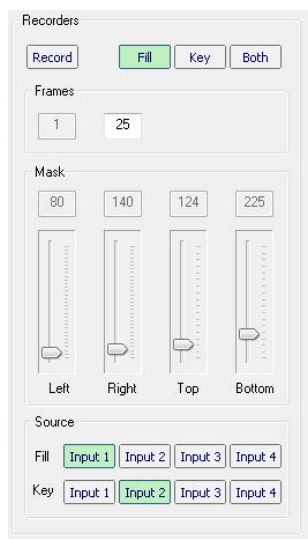 Recorders
Record Fill Key Both
Frames
1 25
Mask
80 140 124 225
Left Right Top Bottom
Source
Fill Input 1 Input 2 Input 3 Input 4
Key Input 1 Input 2 Input 3 Input 4